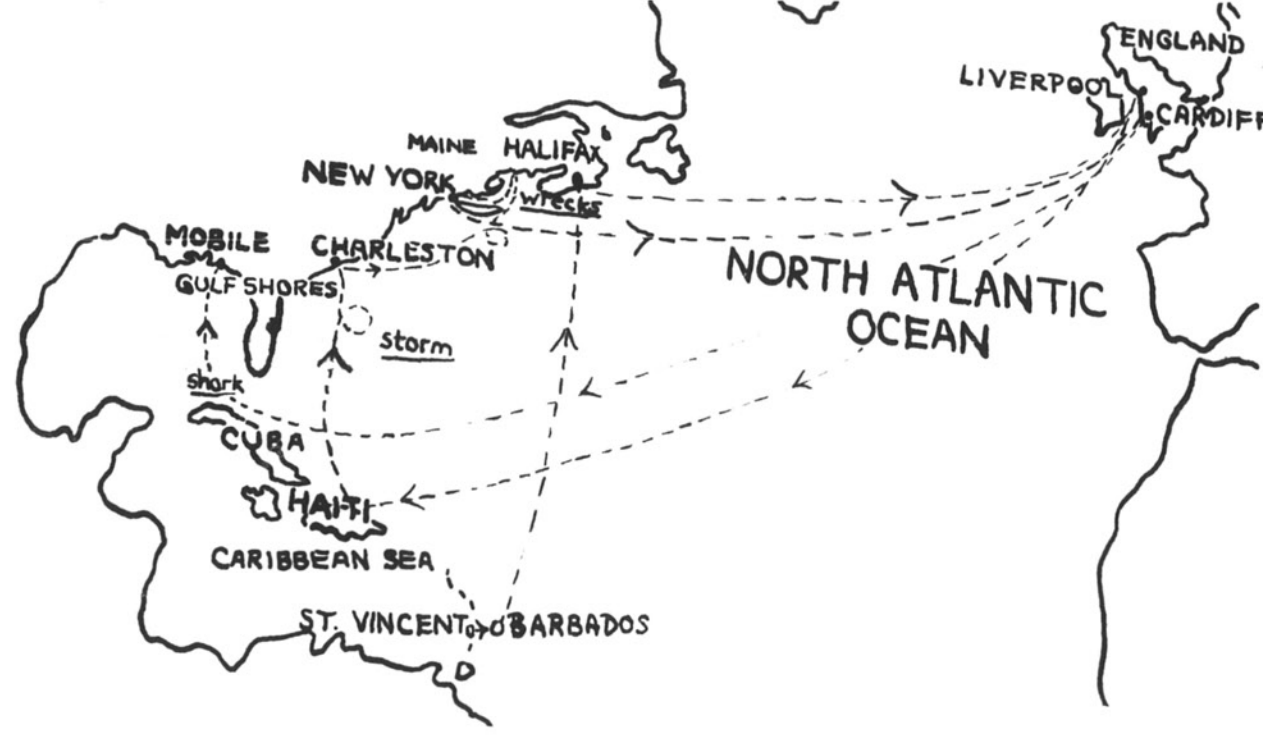 ENGLAND
LIVERPOOL
CARDIFF
MAINE HALIFAX
NEW YORK
wrecks
MOBILE
CHARLESTON
GULF SHORES
NORTH ATLANTIC
OCEAN
storm
shark
CUBA
HAITI
CARIBBEAN SEA
ST. VINCENT BARBADOS